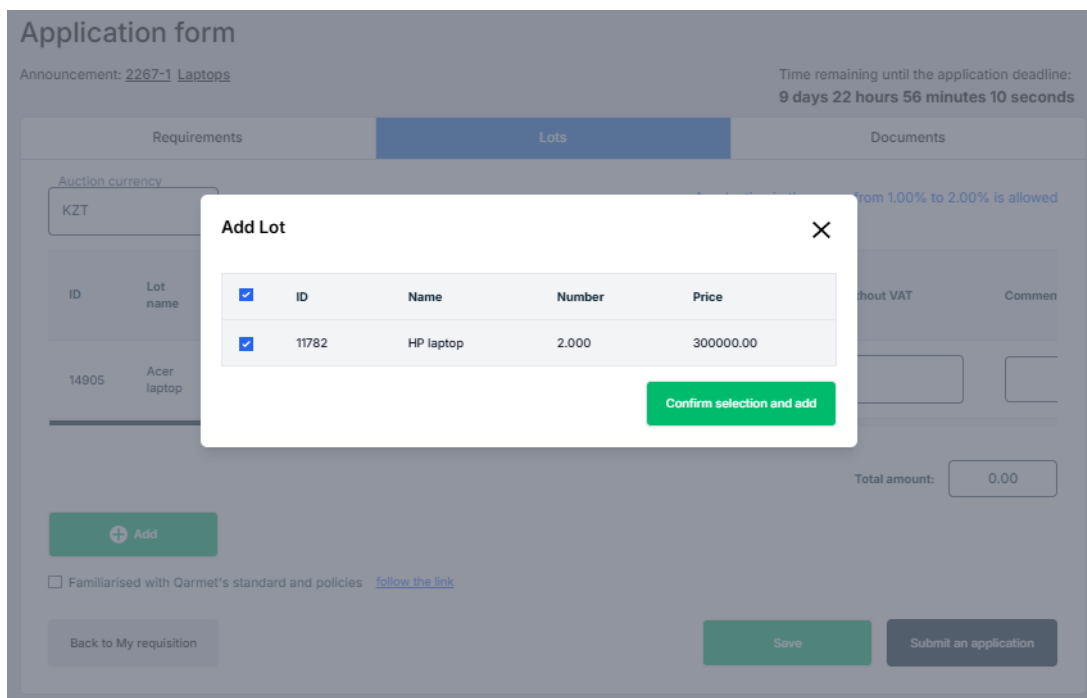 Application form
Announcement: 2267-1 Laptops
Time remaining until the application deadline:
9 days 22 hours 56 minutes 10 seconds
Requirements
Lots
Documents
Auction currency
KZT
from 1.00% to 2.00% is allowed
Add Lot
ID
Name
Number
Price
11782
HP laptop
2.000
300000.00
Confirm selection and add
ID
Lot
name
VAT
14905
Acer
laptop
Total amount: 0.00
Add
Familiarised with Qarmet's standard and policies follow the link
Back to My requisition
Save
Submit an application